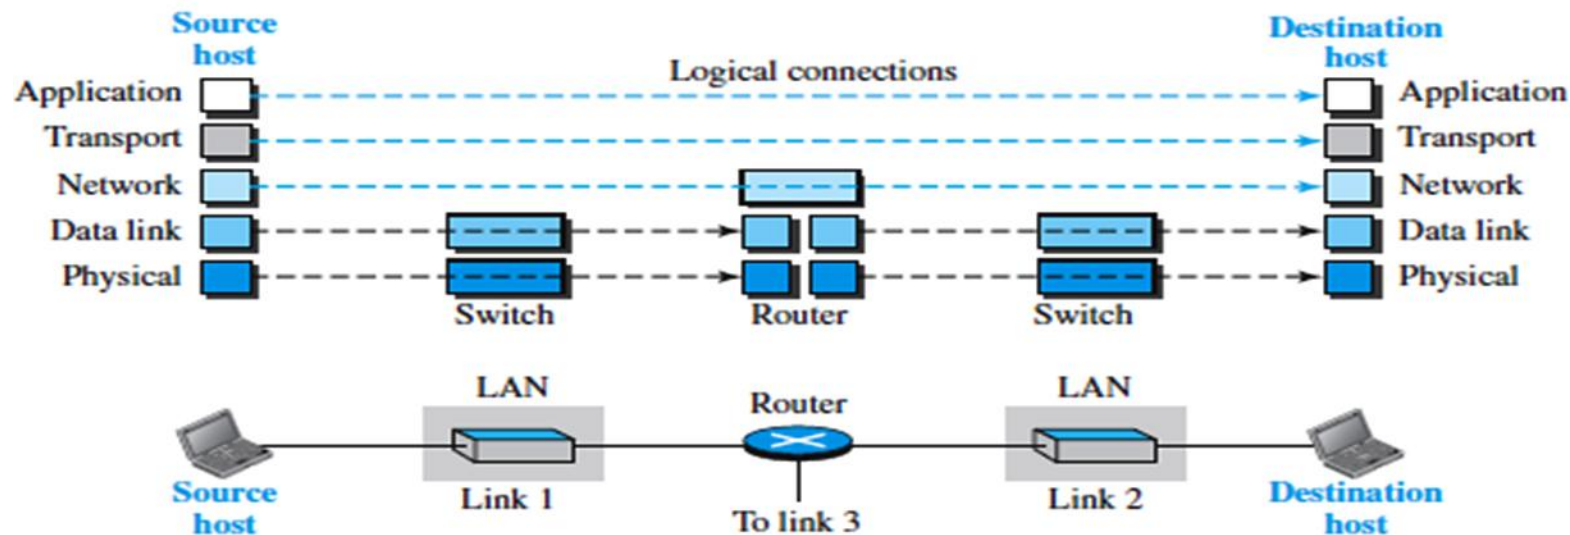 Source
host
Destination
host
Logical connections
Application
Application
Transport
Transport
Network
Network
Data link
Data link
Physical
Physical
Switch
Router
Switch
LAN
Router
LAN
Link 1
Link 2
Source
host
To link 3
Destination
host